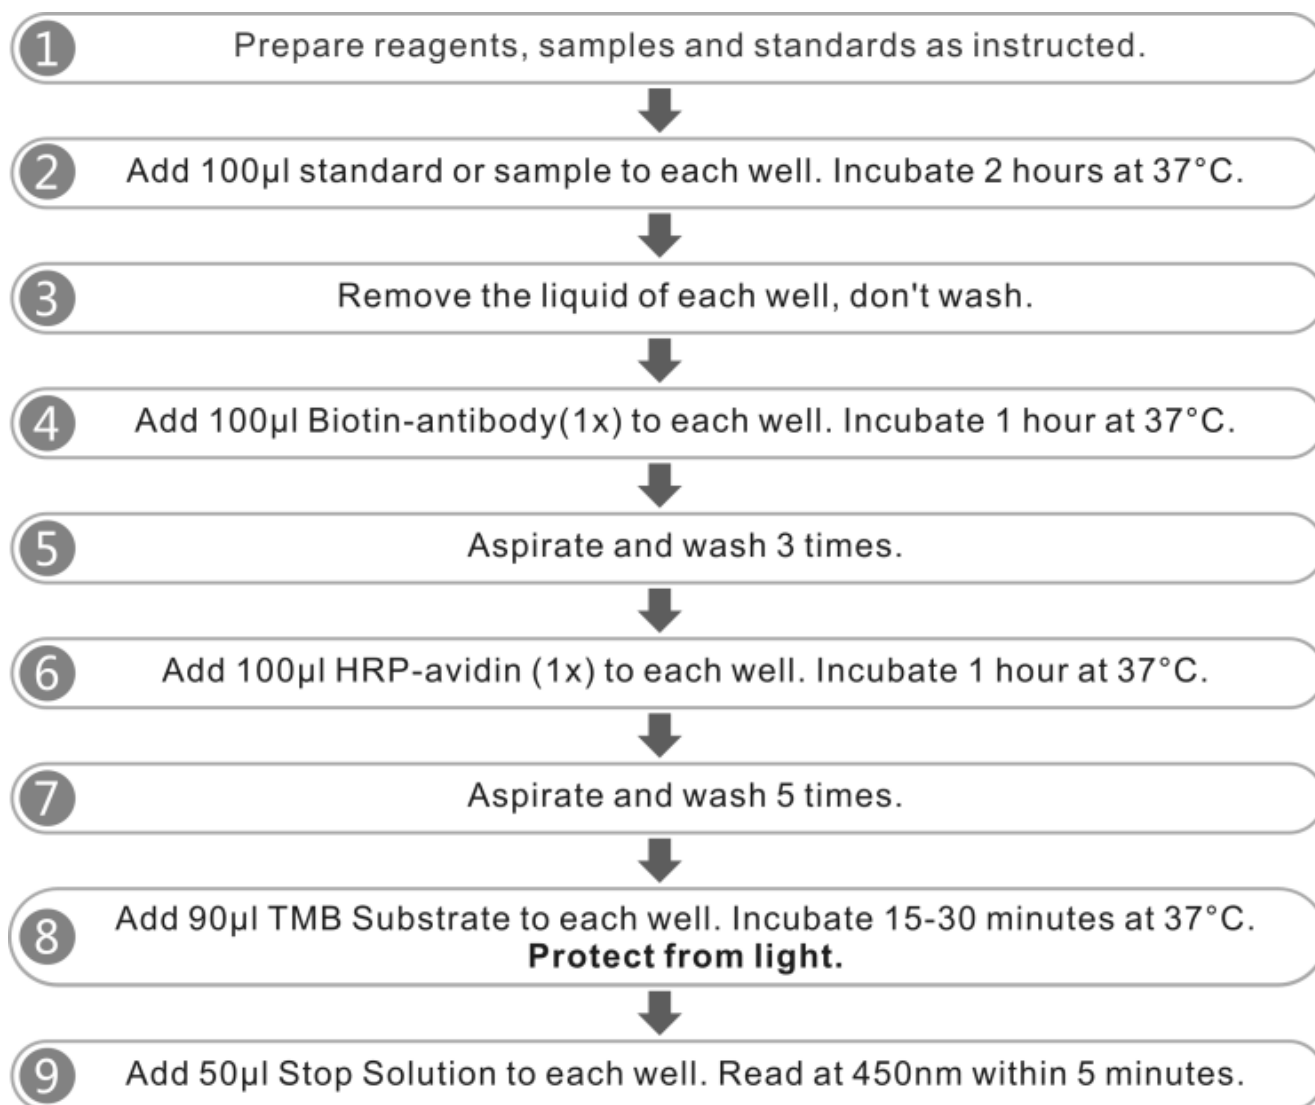 1 Prepare reagents, samples and standards as instructed.
2 Add 100µl standard or sample to each well. Incubate 2 hours at 37°C.
3 Remove the liquid of each well, don't wash.
4 Add 100µl Biotin-antibody(1x) to each well. Incubate 1 hour at 37°C.
5 Aspirate and wash 3 times.
6 Add 100µl HRP-avidin (1x) to each well. Incubate 1 hour at 37°C.
7 Aspirate and wash 5 times.
8 Add 90µl TMB Substrate to each well. Incubate 15-30 minutes at 37°C.
Protect from light.
9 Add 50µl Stop Solution to each well. Read at 450nm within 5 minutes.